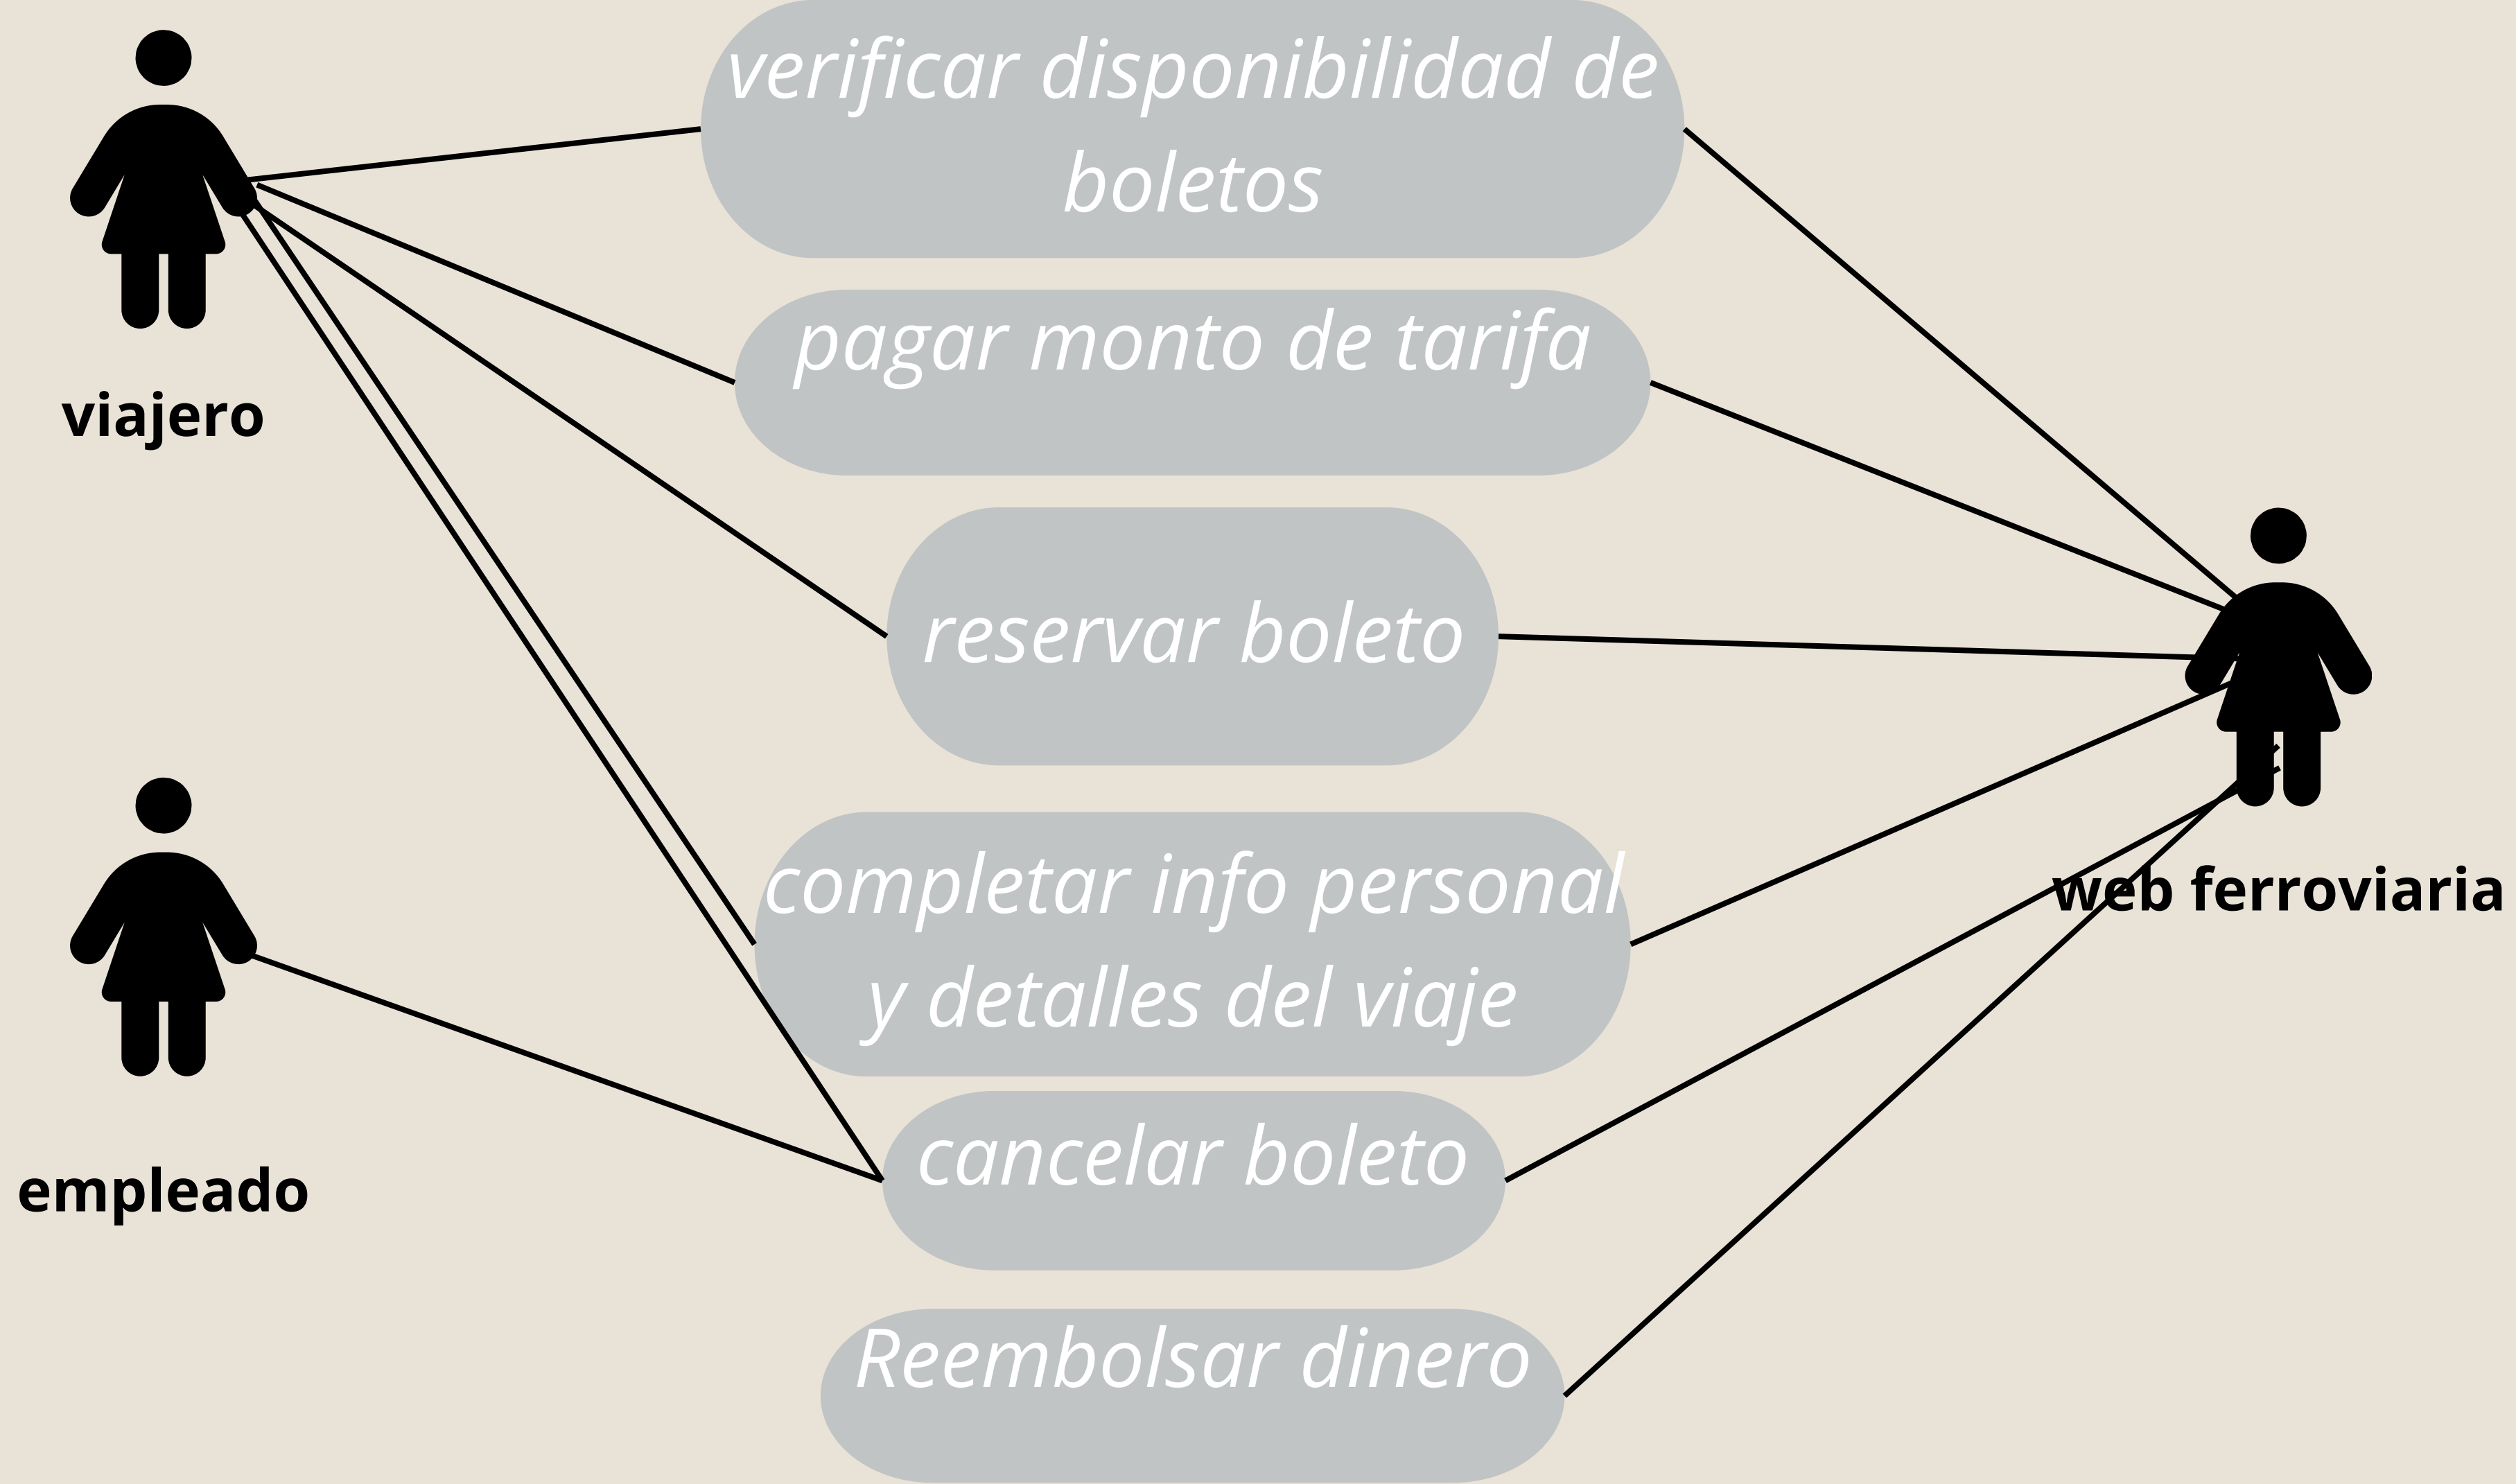 verificar disponibilidad de
boletos
pagar monto de tarifa
viajero
reservar boleto
completar info personal
y detalles del viaje
web ferroviaria
cancelar boleto
empleado
Reembolsar dinero